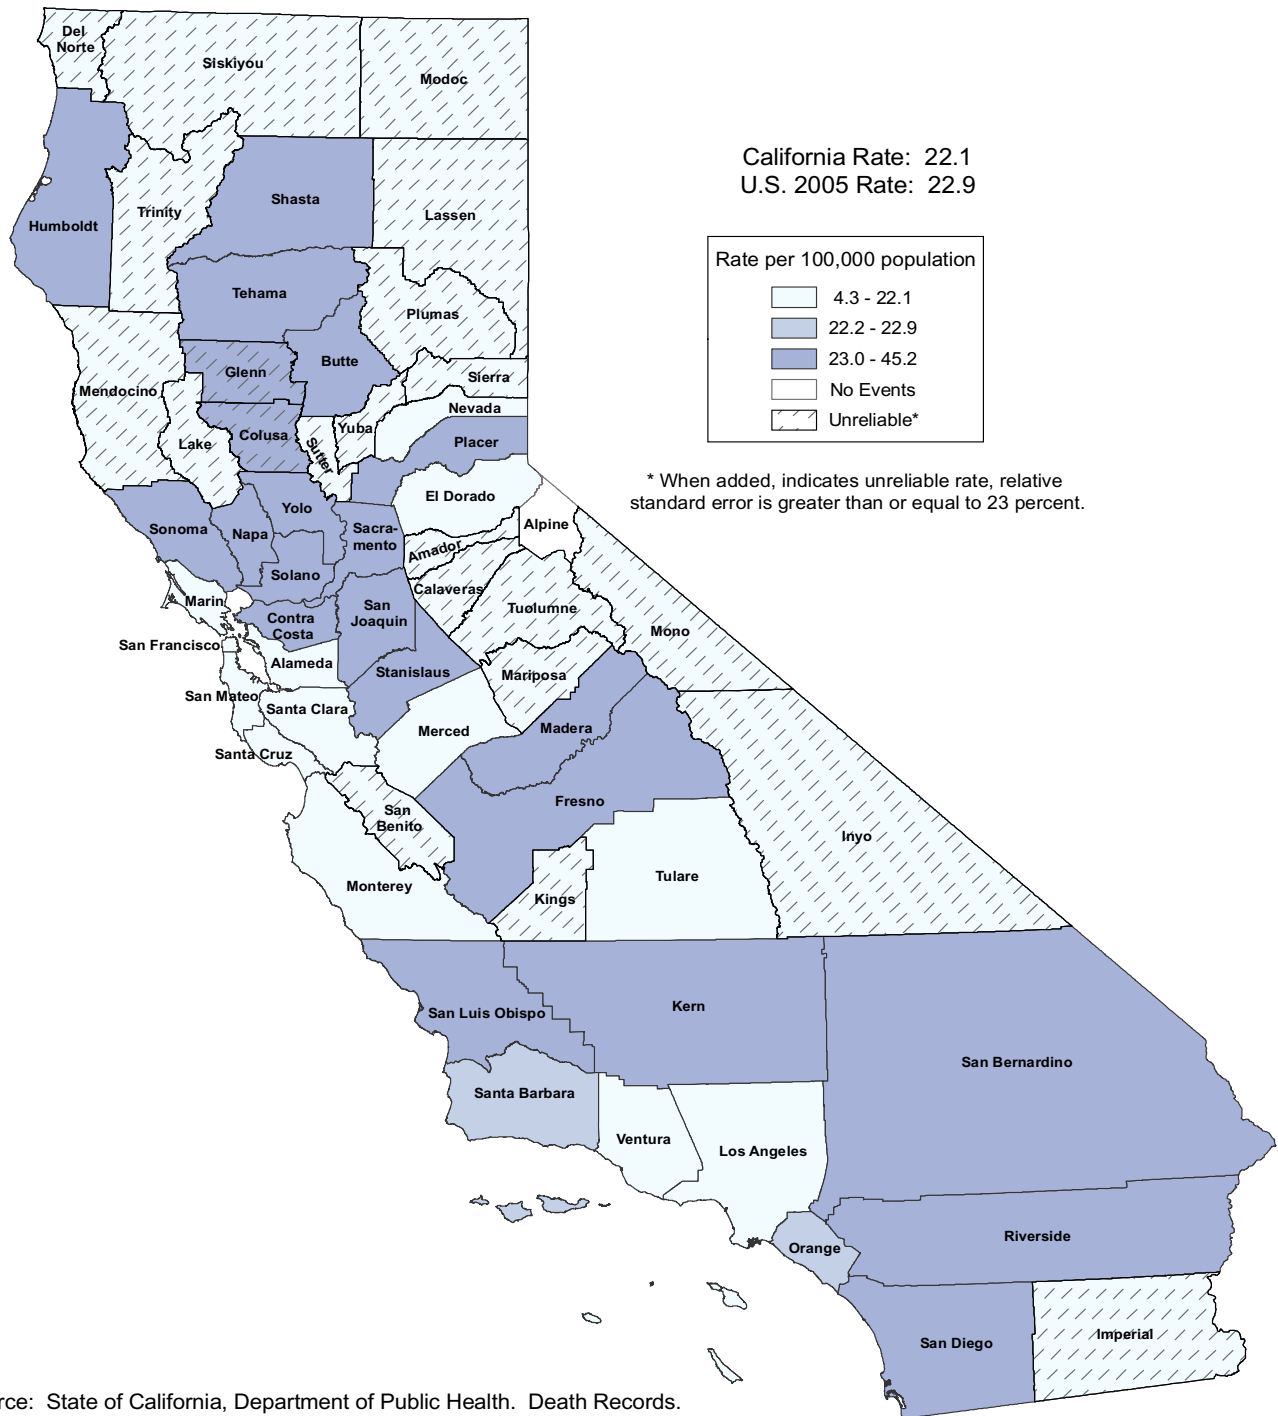 Del
Norte
Siskiyou
Modoc
California Rate: 22.1
U.S. 2005 Rate: 22.9
Shasta
Trinity
Lassen
Humboldt
Rate per 100,000 population
4.3 - 22.1
22.2 - 22.9
23.0 - 45.2
No Events
Unreliable*
Tehama
Plumas
Butte
Glenn
Sierra
Mendocino
Nevada
Yuba
Colusa
Lake
Sutter
Placer
* When added, indicates unreliable rate, relative
standard error is greater than or equal to 23 percent.
El Dorado
Yolo
Sonoma
Napa
Sacra-
mento
Alpine
Amador
Solano
Calaveras
Marin
San
Joaquin
Tuolumne
Contra
Costa
Mono
San Francisco
Alameda
Stanislaus
Mariposa
San Mateo
Santa Clara
Merced
Madera
Santa Cruz
Fresno
San
Benito
Inyo
Tulare
Monterey
Kings
Kern
San Luis Obispo
San Bernardino
Santa Barbara
Ventura
Los Angeles
Riverside
Orange
Imperial
San Diego
rce: State of California, Department of Public Health. Death Records.